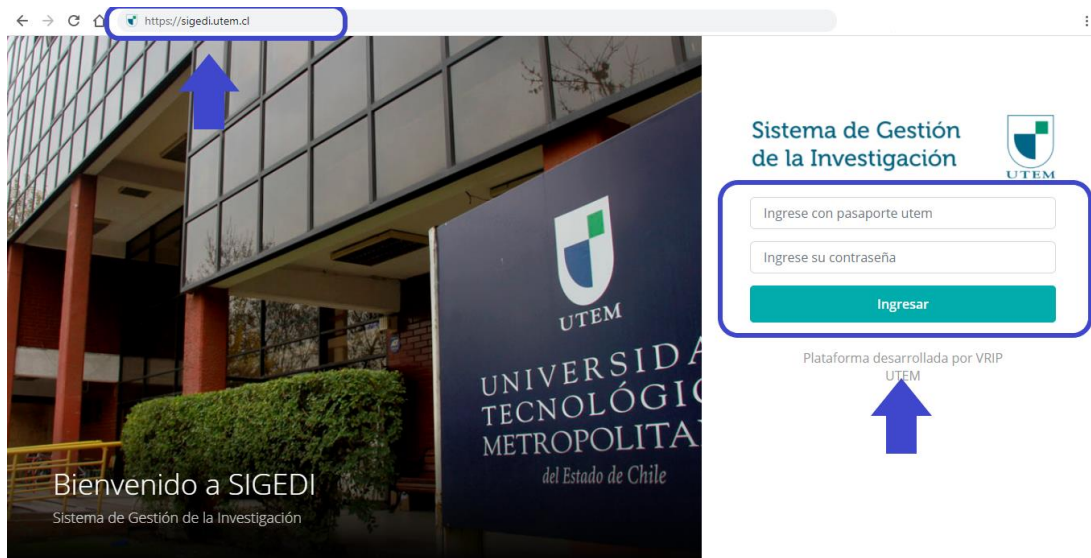 https://sigedi.utem.cl
UTEM
UNIVERSIDA
TECNOLÓGIC
METROPOLITA
del Estado de Chile
Bienvenido a SIGEDI
Sistema de Gestión de la Investigación
Sistema de Gestión
de la Investigación
UTEM
Ingrese con pasaporte utem
Ingrese su contraseña
Ingresar
Plataforma desarrollada por VRIP
UTEM